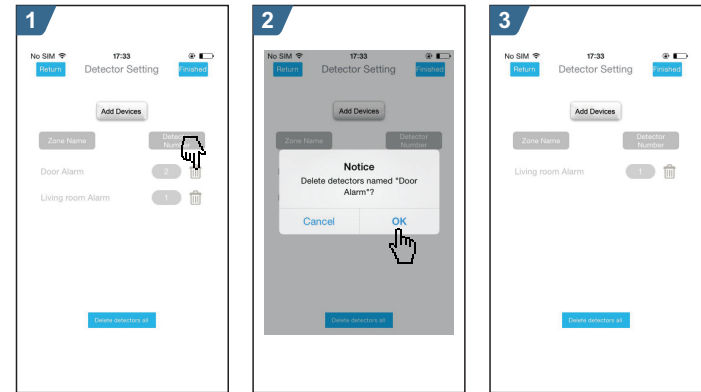 1
No SIM 17:33
Return Detector Setting Finished
Add Devices
Zone Name Detector
Number
Door Alarm 2
Living room Alarm 1
Delete detectors all
2
No SIM 17:33
Return Detector Setting Finished
Add Devices
Zone Name Detector
Number
Notice
Delete detectors named "Door
Alarm"?
Cancel OK
Delete detectors all
3
No SIM 17:33
Return Detector Setting Finished
Add Devices
Zone Name Detector
Number
Living room Alarm 1
Delete detectors all